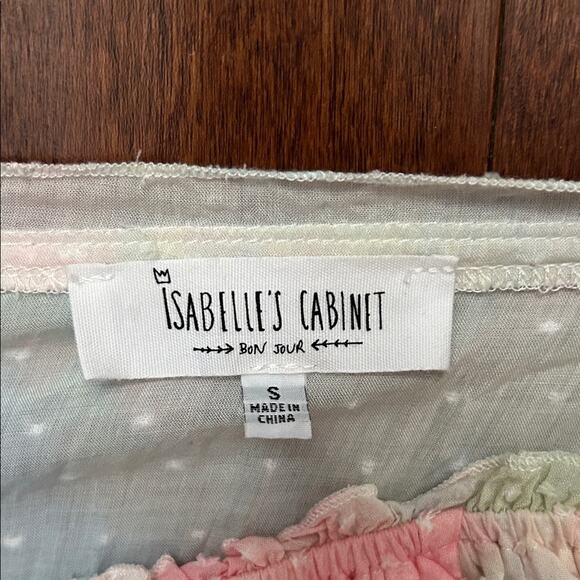 ISABELLE'S CABINET
BON JOUR
S
MADE IN
CHINA